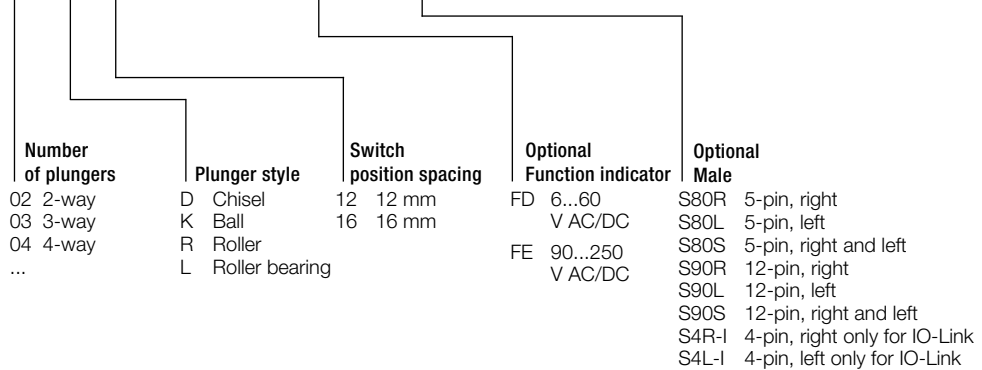 Number
of plungers
02 2-way
03 3-way
04 4-way
...
Plunger style
D Chisel
K Ball
R Roller
L Roller bearing
Switch
position spacing
12 12 mm
16 16 mm
Optional
Function indicator
FD 6...60
V AC/DC
FE 90...250
V AC/DC
Optional
Male
S80R 5-pin, right
S80L 5-pin, left
S80S 5-pin, right and left
S90R 12-pin, right
S90L 12-pin, left
S90S 12-pin, right and left
S4R-I 4-pin, right only for IO-Link
S4L-I 4-pin, left only for IO-Link